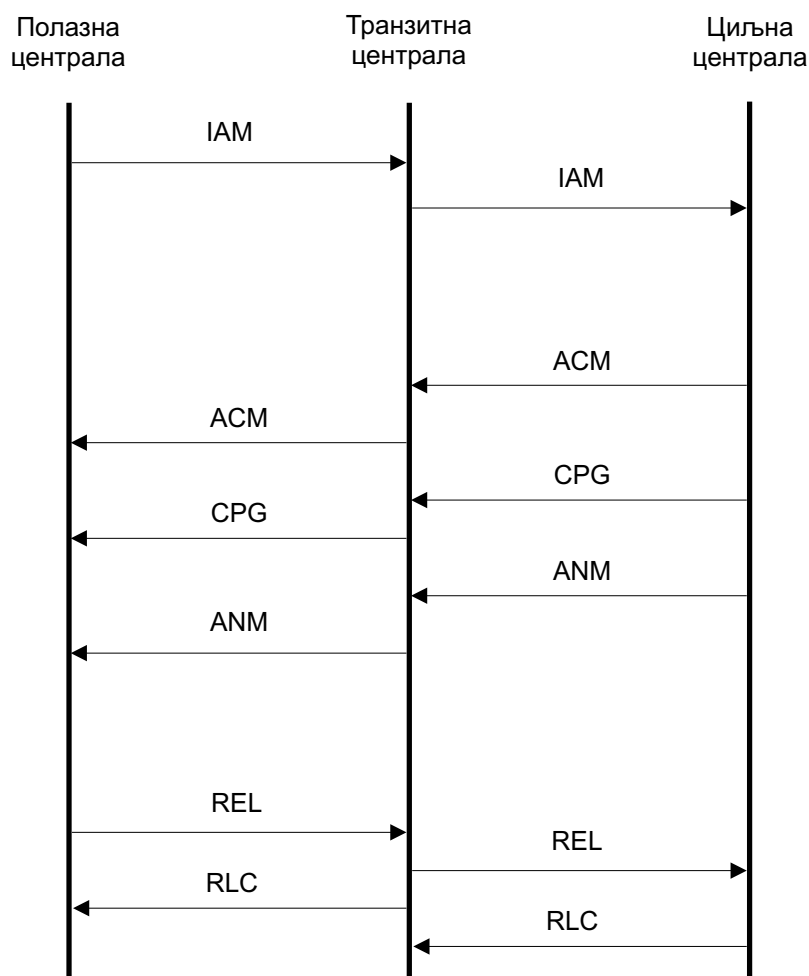 Полазна
централа
Транзитна
централа
Циљна
централа
IAM
IAM
ACM
ACM
CPG
CPG
ANM
ANM
REL
REL
RLC
RLC